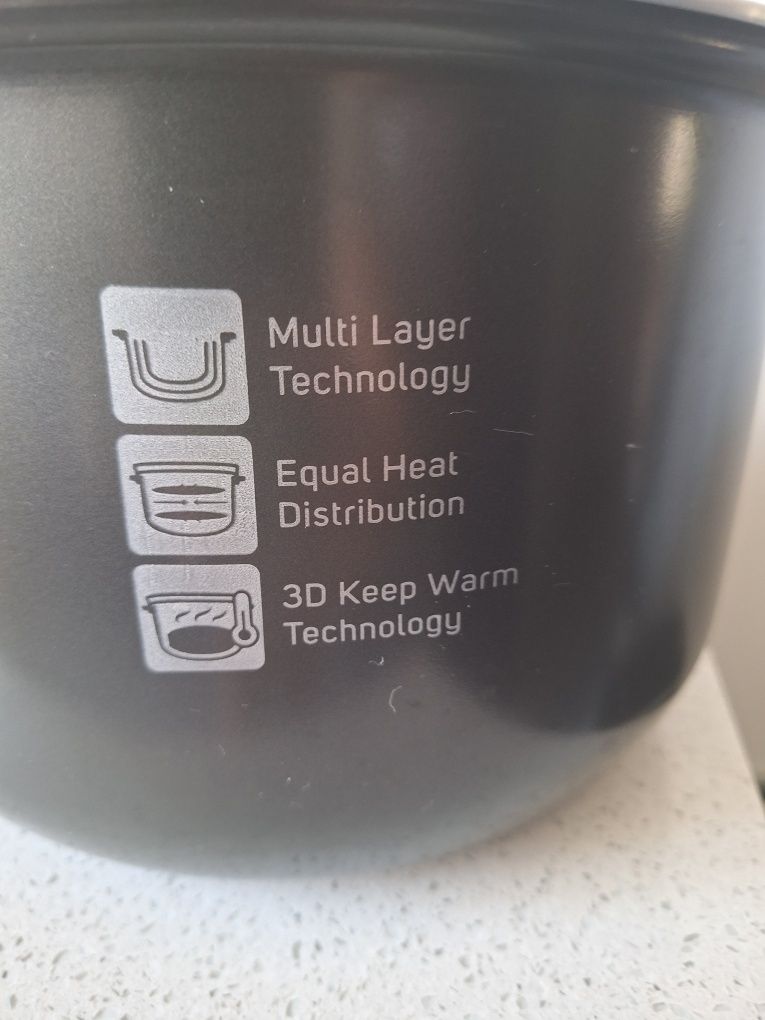 Multi Layer
Technology
Equal Heat
Distribution
3D Keep Warm
Technology